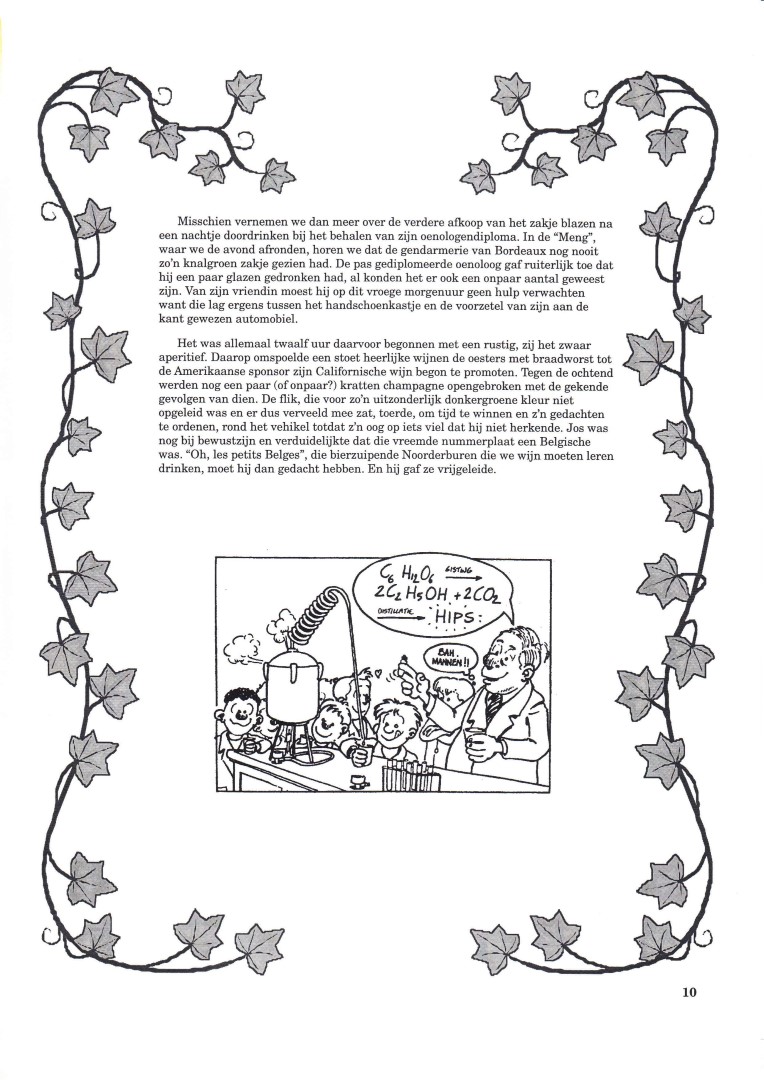 Misschien vernemen we dan meer over de verdere afkoop van het zakje blazen na
een nachtje doordrinken bij het behalen van zijn oenologendiploma. In de “Meng”,
waar we de avond afronden, horen we dat de gendarmerie van Bordeaux nog nooit
zo’n knalgroen zakje gezien had. De pas gediplomeerde oenoloog gaf ruiterlijk toe dat
hij een paar glazen gedronken had, al konden het er ook een onpaar aantal geweest
zijn. Van zijn vriendin moest hij op dit vroege morgenuur geen hulp verwachten
want die lag ergens tussen het handschoenkastje en de voorzetel van zijn aan de
kant gewezen automobiel.
Het was allemaal twaalf uur daarvoor begonnen met een rustig, zij het zwaar
aperitief. Daarop omspoelde een stoet heerlijke wijnen de oesters met braadworst tot
de Amerikaanse sponsor zijn Californische wijn begon te promoten. Tegen de ochtend
werden nog een paar (of onpaar?) kratten champagne opengebroken met de gekende
gevolgen van dien. De flik, die voor zo’n uitzonderlijk donkergroene kleur niet
opgeleid was en er dus verveeld mee zat, toerde, om tijd te winnen en z’n gedachten
te ordenen, rond het vehikel totdat z’n oog op iets viel dat hij niet herkende. Jos was
nog bij bewustzijn en verduidelijkte dat die vreemde nummerplaat een Belgische
was. “Oh, les petits Belges”, die bierzuipende Noorderburen die we wijn moeten leren
drinken, moet hij dan gedacht hebben. En hij gaf ze vrijgeleide.
C6 H12O6 GISTING →
2C2 H5OH + 2CO2
DISTILLATIE → HIPS
BAH,
MANNEN!!
10